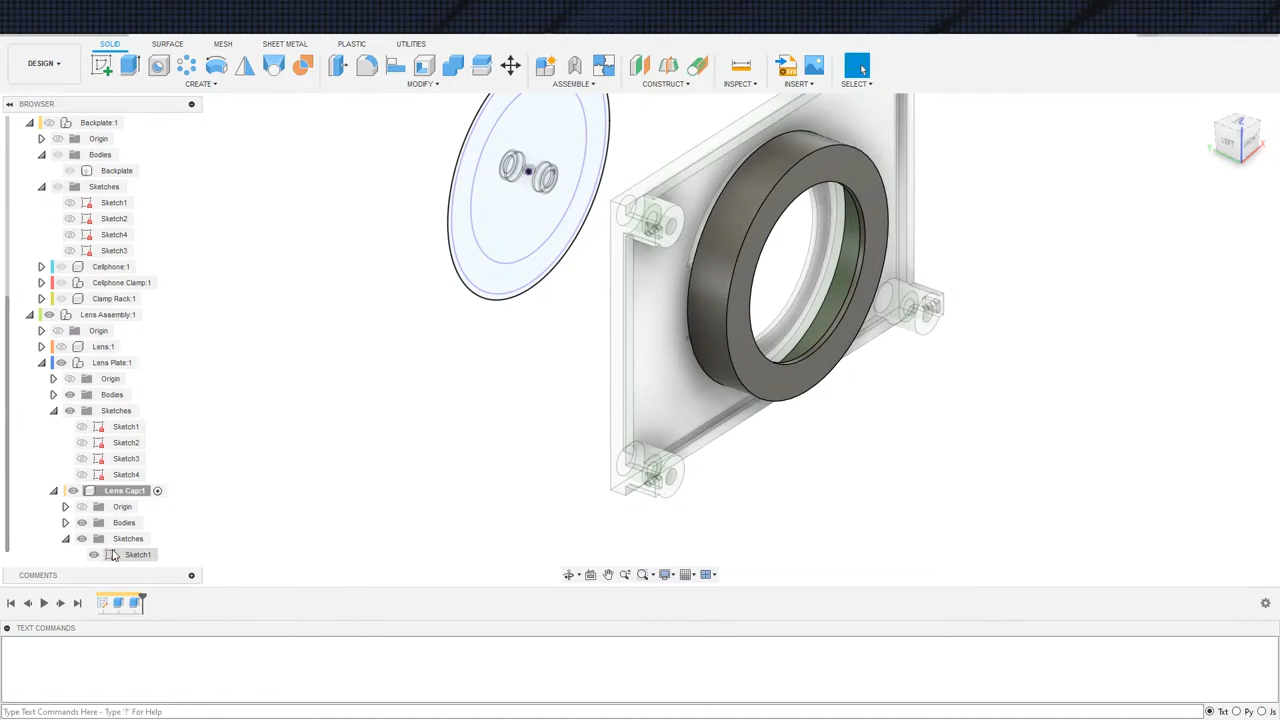 SOLID SURFACE MESH SHEET METAL PLASTIC UTILITIES
DESIGN
CREATE MODIFY ASSEMBLE CONSTRUCT INSPECT INSERT SELECT
BROWSER
Backplate:1
Origin
Bodies
Backplate
Sketches
Sketch1
Sketch2
Sketch4
Sketch3
Cellphone:1
Cellphone Clamp:1
Clamp Rack:1
Lens Assembly:1
Origin
Lens:1
Lens Plate:1
Origin
Bodies
Sketches
Sketch1
Sketch2
Sketch3
Sketch4
Lens Cap:1
Origin
Bodies
Sketches
Sketch1
LEFT FRONT
Z
Y X
COMMENTS
TEXT COMMANDS
Type Text Commands Here - Type '?' For Help
Txt Py Js